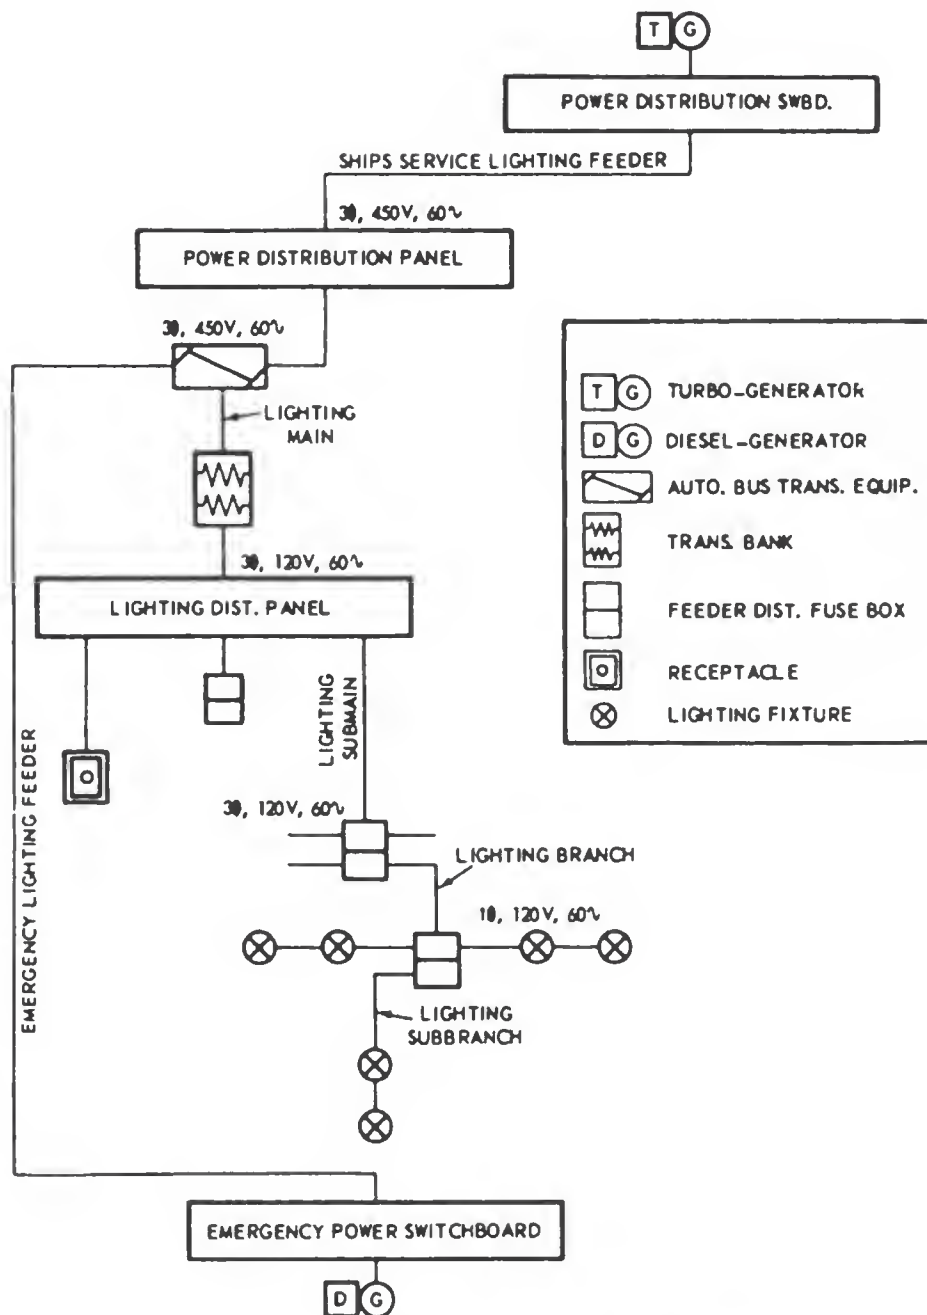 T G
POWER DISTRIBUTION SWBD.
SHIPS SERVICE LIGHTING FEEDER
3Φ, 450V, 60∿
POWER DISTRIBUTION PANEL
3Φ, 450V, 60∿
LIGHTING
MAIN
3Φ, 120V, 60∿
LIGHTING DIST. PANEL
LIGHTING
SUBMAIN
EMERGENCY LIGHTING FEEDER
3Φ, 120V, 60∿
LIGHTING BRANCH
1Φ, 120V, 60∿
LIGHTING
SUBBRANCH
EMERGENCY POWER SWITCHBOARD
D G
T G TURBO-GENERATOR
D G DIESEL-GENERATOR
AUTO. BUS TRANS. EQUIP.
TRANS. BANK
FEEDER DIST. FUSE BOX
RECEPTACLE
LIGHTING FIXTURE